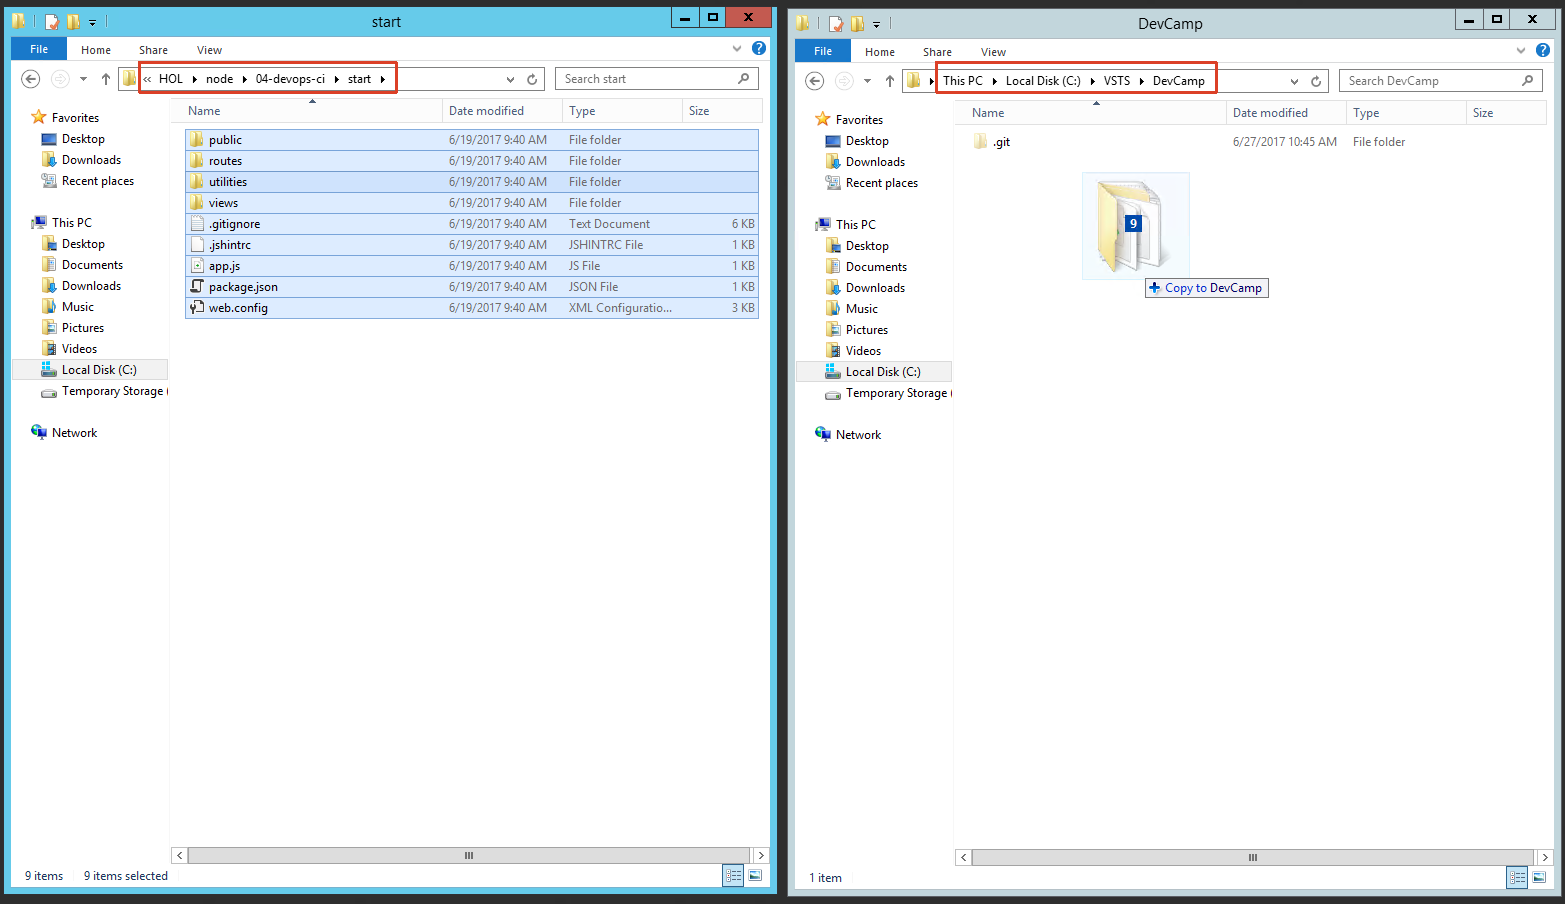 start
File Home Share View
« HOL node 04-devops-ci start
Search start
Name Date modified Type Size
Favorites
Desktop
Downloads
Recent places
This PC
Desktop
Documents
Downloads
Music
Pictures
Videos
Local Disk (C:)
Temporary Storage (
Network
public 6/19/2017 9:40 AM File folder
routes 6/19/2017 9:40 AM File folder
utilities 6/19/2017 9:40 AM File folder
views 6/19/2017 9:40 AM File folder
.gitignore 6/19/2017 9:40 AM Text Document 6 KB
.jshintrc 6/19/2017 9:40 AM JSHINTRC File 1 KB
app.js 6/19/2017 9:40 AM JS File 1 KB
package.json 6/19/2017 9:40 AM JSON File 1 KB
web.config 6/19/2017 9:40 AM XML Configuratio... 3 KB
9 items 9 items selected
DevCamp
File Home Share View
This PC Local Disk (C:) VSTS DevCamp
Search DevCamp
Name Date modified Type Size
Favorites
Desktop
Downloads
Recent places
This PC
Desktop
Documents
Downloads
Music
Pictures
Videos
Local Disk (C:)
Temporary Storage (
Network
.git 6/27/2017 10:45 AM File folder
9
Copy to DevCamp
1 item